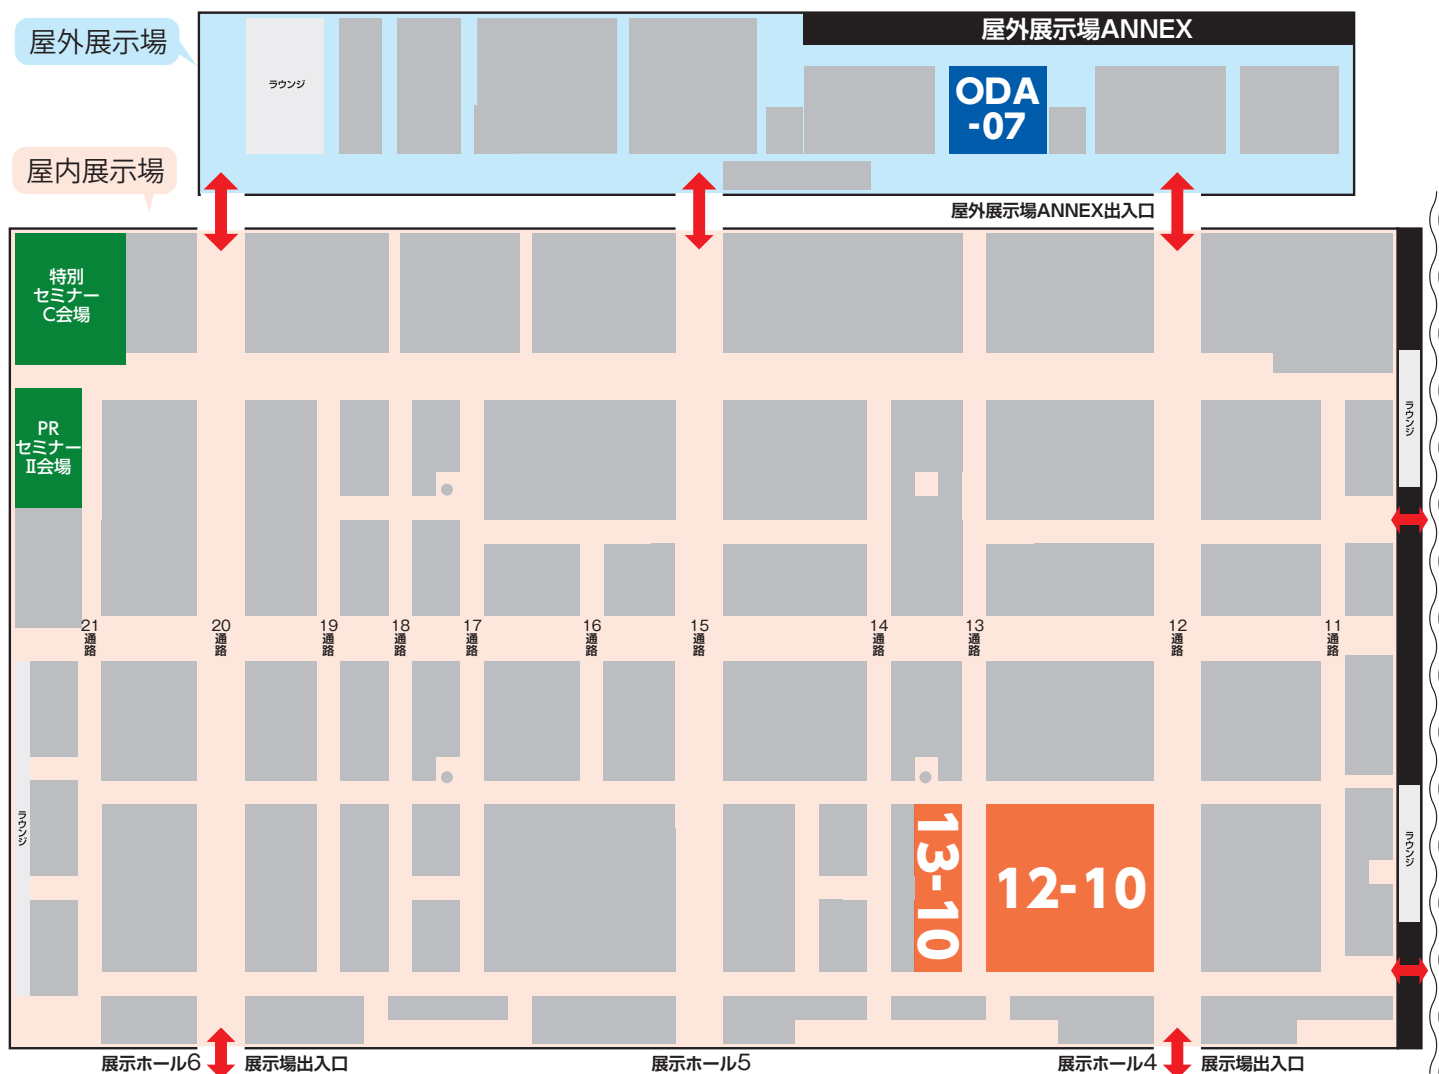 屋外展示場
屋外展示場ANNEX
ラウンジ
ODA
-07
屋内展示場
屋外展示場ANNEX出入口
特別
セミナー
C会場
ラウンジ
PR
セミナー
Ⅱ会場
21
通路
20
通路
19
通路
18
通路
17
通路
16
通路
15
通路
14
通路
13
通路
12
通路
11
通路
ラウンジ
13-10
12-10
ラウンジ
展示ホール6
展示場出入口
展示ホール5
展示ホール4
展示場出入口